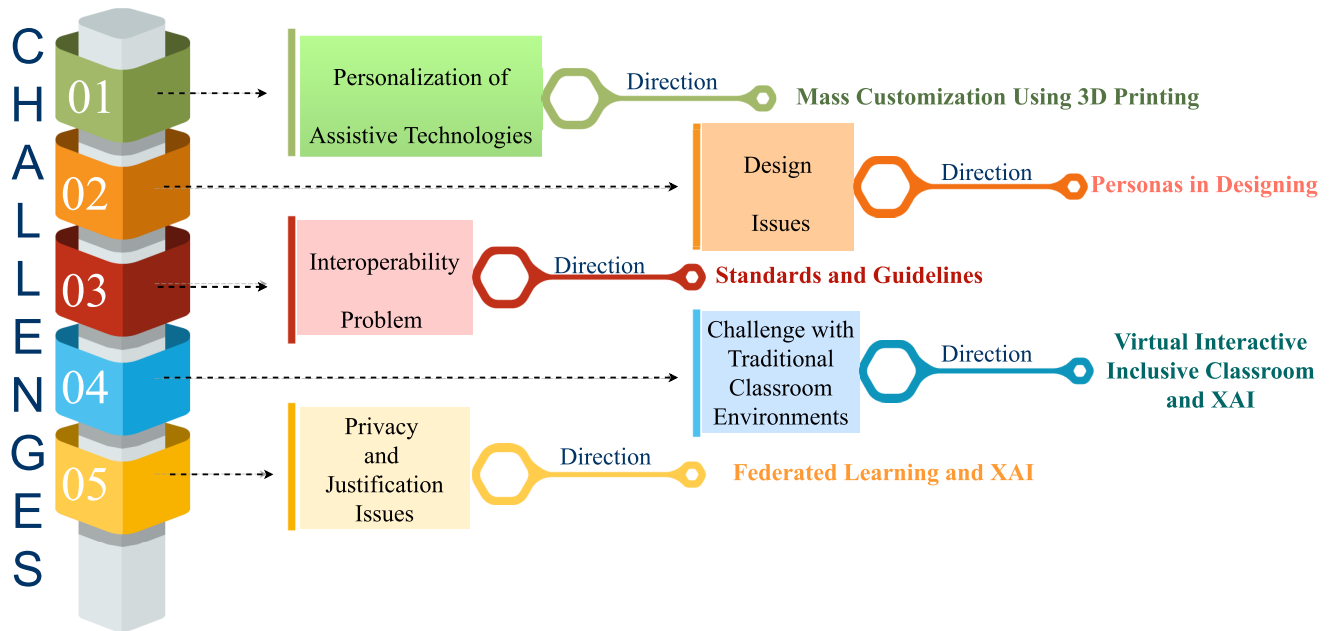 CHALLENGES
01
Personalization of
Assistive Technologies
Direction
Mass Customization Using 3D Printing
02
Design
Issues
Direction
Personas in Designing
03
Interoperability
Problem
Direction
Standards and Guidelines
04
Challenge with
Traditional
Classroom
Environments
Direction
Virtual Interactive
Inclusive Classroom
and XAI
05
Privacy
and
Justification
Issues
Direction
Federated Learning and XAI